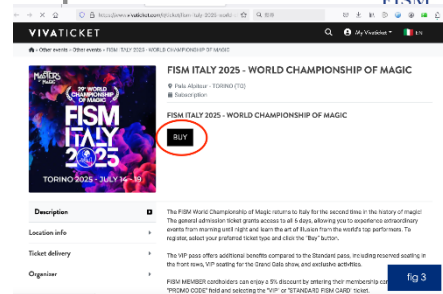 FISM
https://www.vivaticket.com/
VIVATICKET
My Vivaticket
EN
Other events › Other events › FISM ITALY 2025 - WORLD CHAMPIONSHIP OF MAGIC
FISM ITALY 2025 - WORLD CHAMPIONSHIP OF MAGIC
Pala Alpitour - TORINO (TO)
Subscription
FISM ITALY 2025 - WORLD CHAMPIONSHIP OF MAGIC
BUY
MASTERS
OF MAGIC
29° WORLD
CHAMPIONSHIP
OF MAGIC
FISM
ITALY
2025
TORINO 2025 - JULY 14 - 19
Description
Location info
Ticket delivery
Organiser
The FISM World Championship of Magic returns to Italy for the second time in the history of magic!
The general admission ticket grants access to all 6 days, allowing you to experience extraordinary
events from morning until night and learn the art of illusion from the world's top performers. To
register, select your preferred ticket type and click the "Buy" button.
The VIP pass offers additional benefits compared to the Standard pass, including reserved seating in
the front rows, VIP seating for the Grand Gala show, and exclusive activities.
FISM MEMBER cardholders can enjoy a 5% discount by entering their membership
"PROMO CODE" field and selecting the "VIP" or "STANDARD FISM CARD" ticket.
fig 3